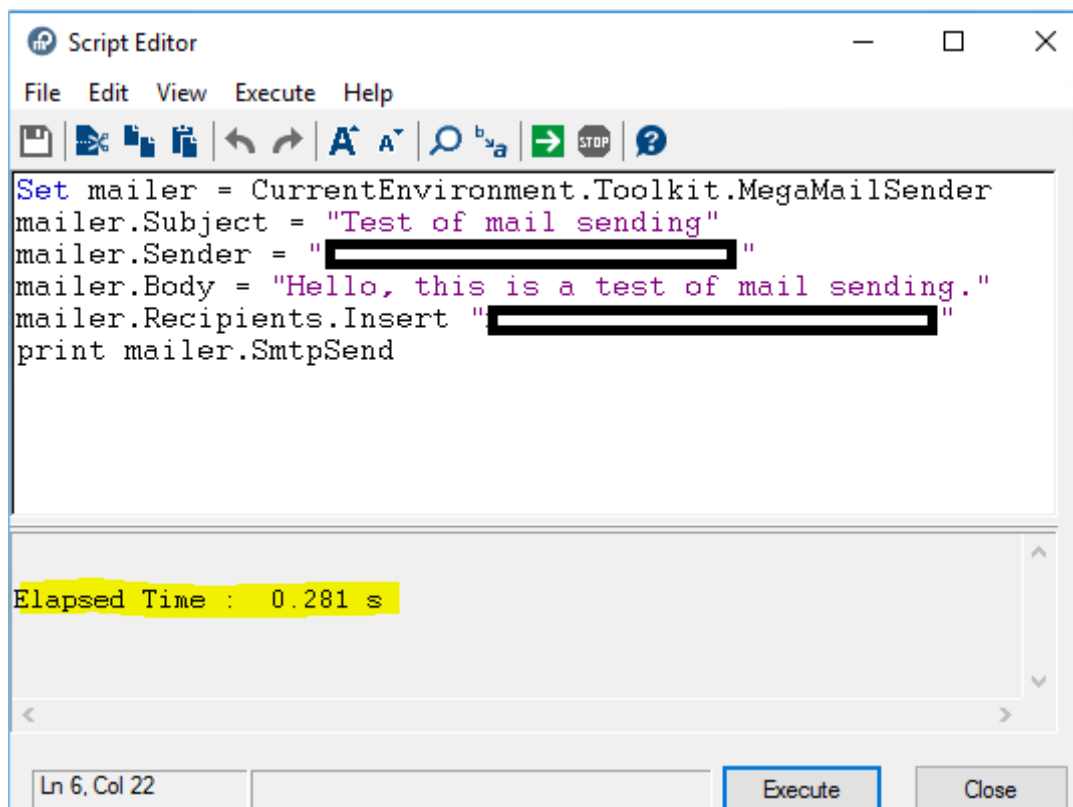 Script Editor
File Edit View Execute Help
STOP
Set mailer = CurrentEnvironment.Toolkit.MegaMailSender
mailer.Subject = "Test of mail sending"
mailer.Sender = ""
mailer.Body = "Hello, this is a test of mail sending."
mailer.Recipients.Insert ""
print mailer.SmtpSend
Elapsed Time :  0.281 s
Ln 6, Col 22
Execute
Close